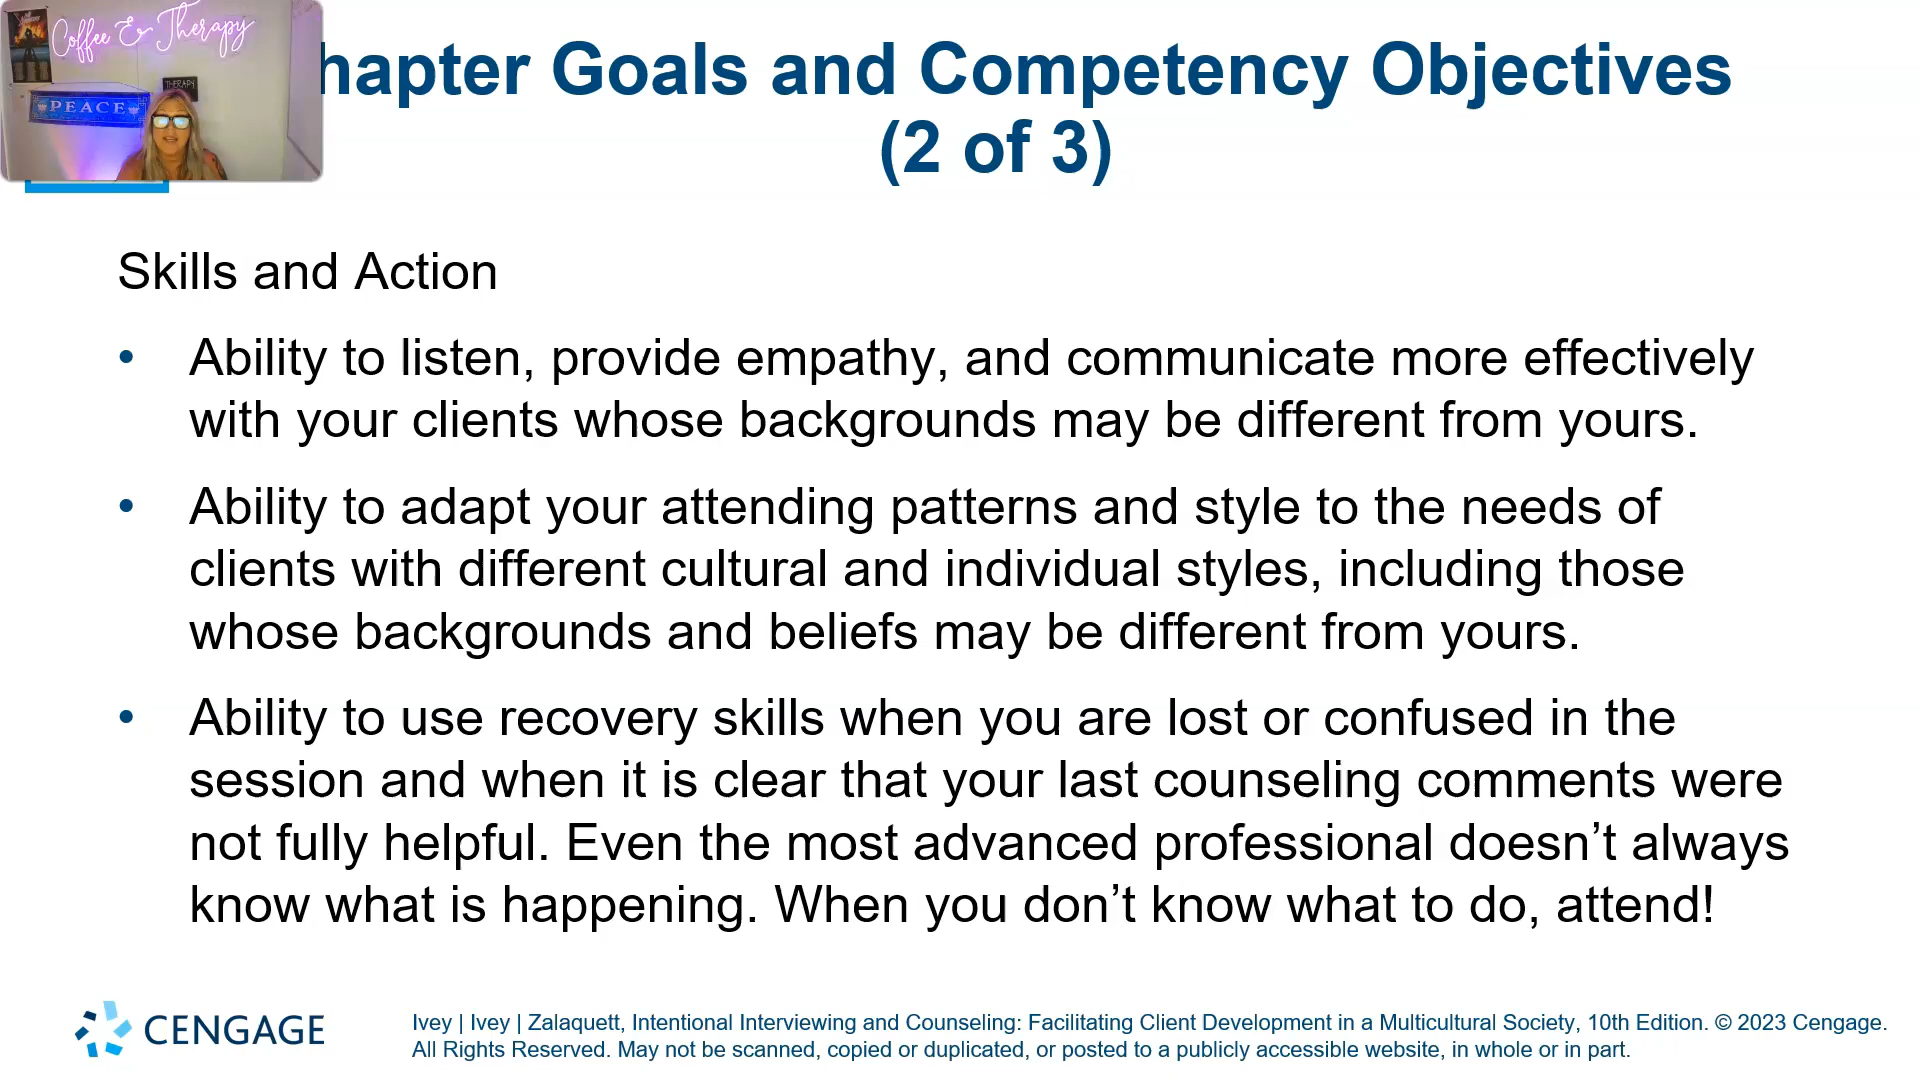 Coffee & Therapy
THERAPY
PEACE
hapter Goals and Competency Objectives
(2 of 3)
Skills and Action
• Ability to listen, provide empathy, and communicate more effectively
with your clients whose backgrounds may be different from yours.
• Ability to adapt your attending patterns and style to the needs of
clients with different cultural and individual styles, including those
whose backgrounds and beliefs may be different from yours.
• Ability to use recovery skills when you are lost or confused in the
session and when it is clear that your last counseling comments were
not fully helpful. Even the most advanced professional doesn’t always
know what is happening. When you don’t know what to do, attend!
CENGAGE
Ivey | Ivey | Zalaquett, Intentional Interviewing and Counseling: Facilitating Client Development in a Multicultural Society, 10th Edition. © 2023 Cengage.
All Rights Reserved. May not be scanned, copied or duplicated, or posted to a publicly accessible website, in whole or in part.